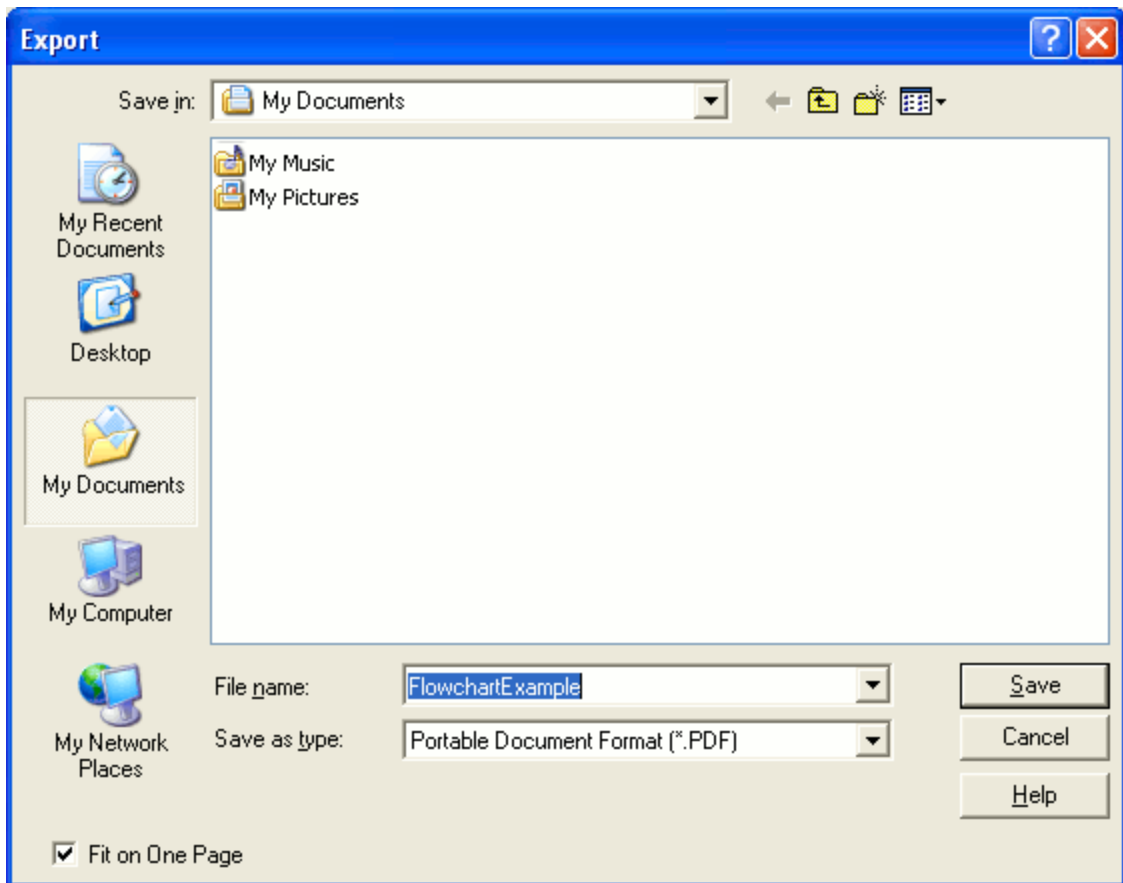 Export
Save in:
My Documents
My Music
My Pictures
My Recent
Documents
Desktop
My Documents
My Computer
My Network
Places
File name:
FlowchartExample
Save
Save as type:
Portable Document Format (*.PDF)
Cancel
Help
Fit on One Page